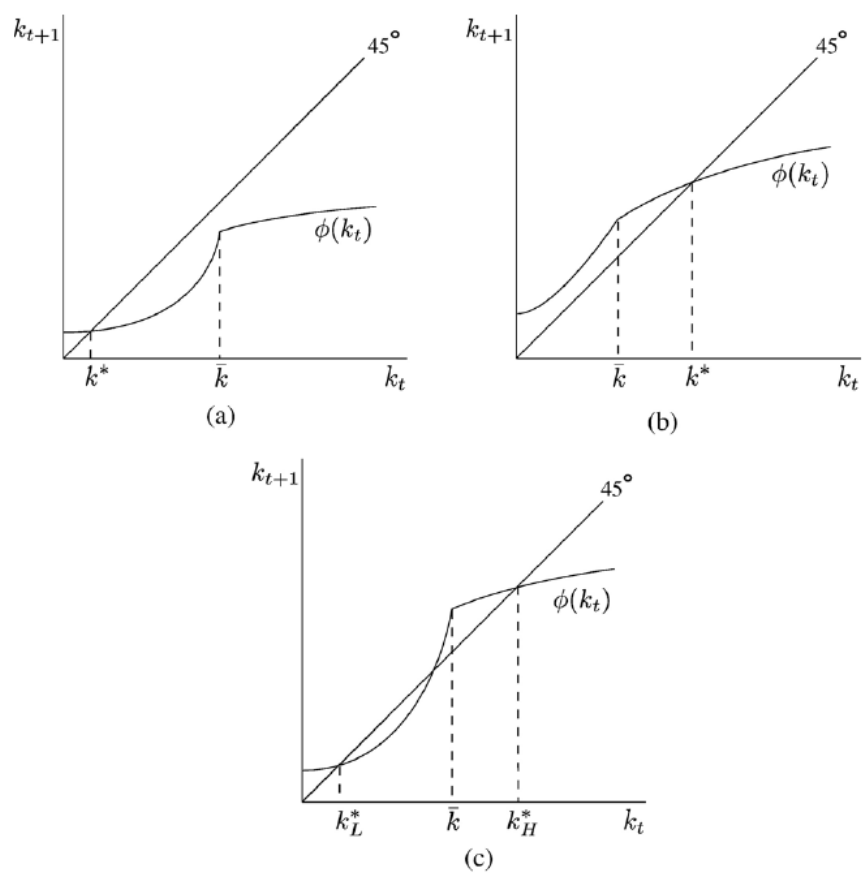 k_{t+1}
45°
ϕ(k_t)
k*
k̄
k_t
(a)
k_{t+1}
45°
ϕ(k_t)
k̄
k*
k_t
(b)
k_{t+1}
45°
ϕ(k_t)
k*_L
k̄
k*_H
k_t
(c)